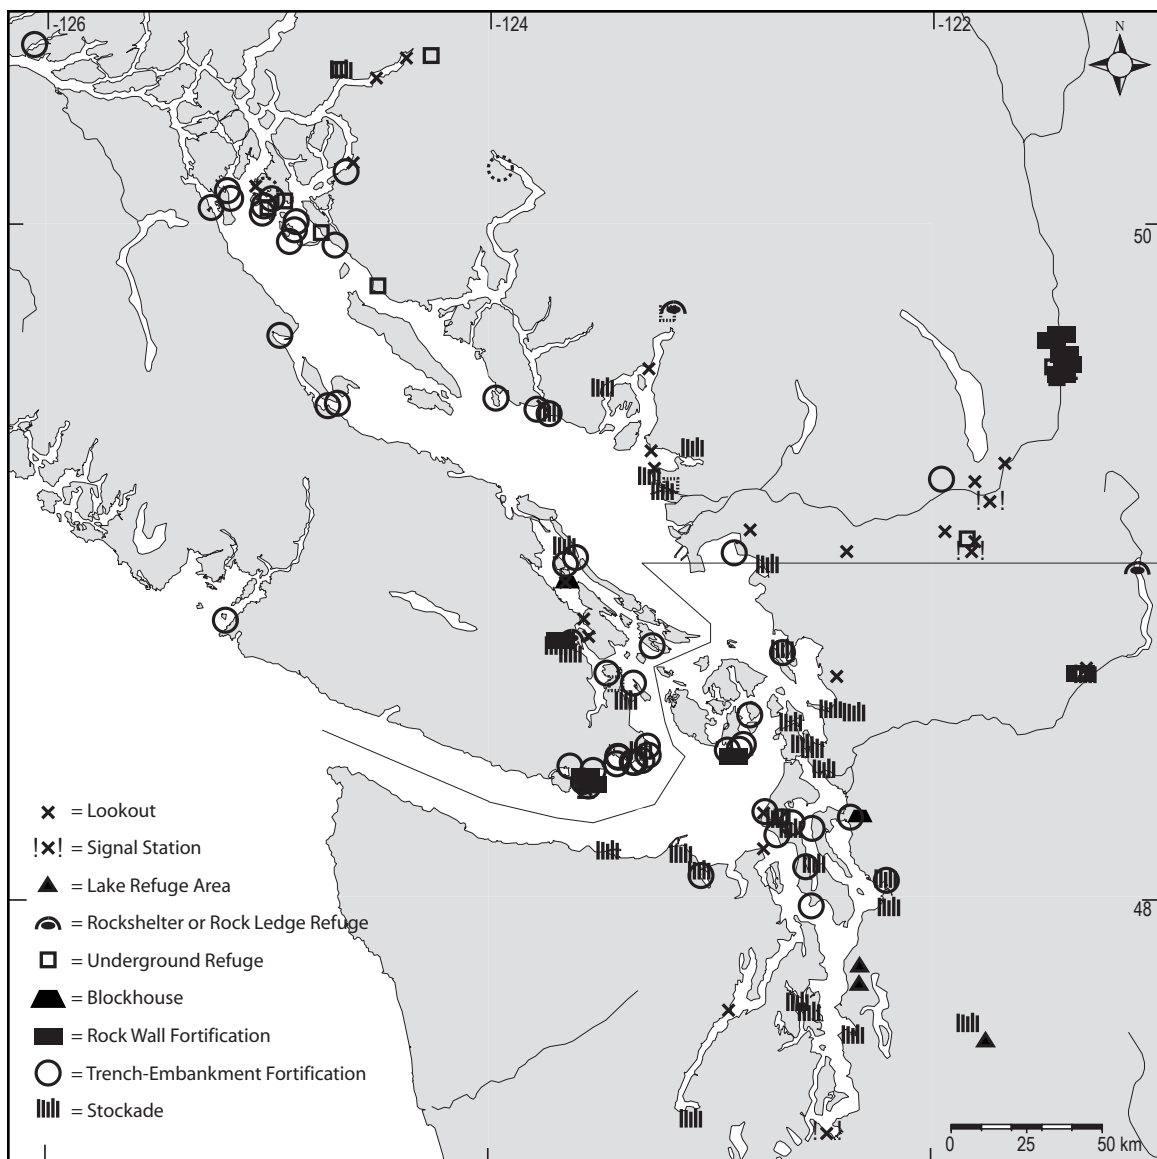 -126
-124
-122
N
50
= Lookout
!×! = Signal Station
= Lake Refuge Area
= Rockshelter or Rock Ledge Refuge
48
= Underground Refuge
= Blockhouse
= Rock Wall Fortification
= Trench-Embankment Fortification
= Stockade
0 25 50 km